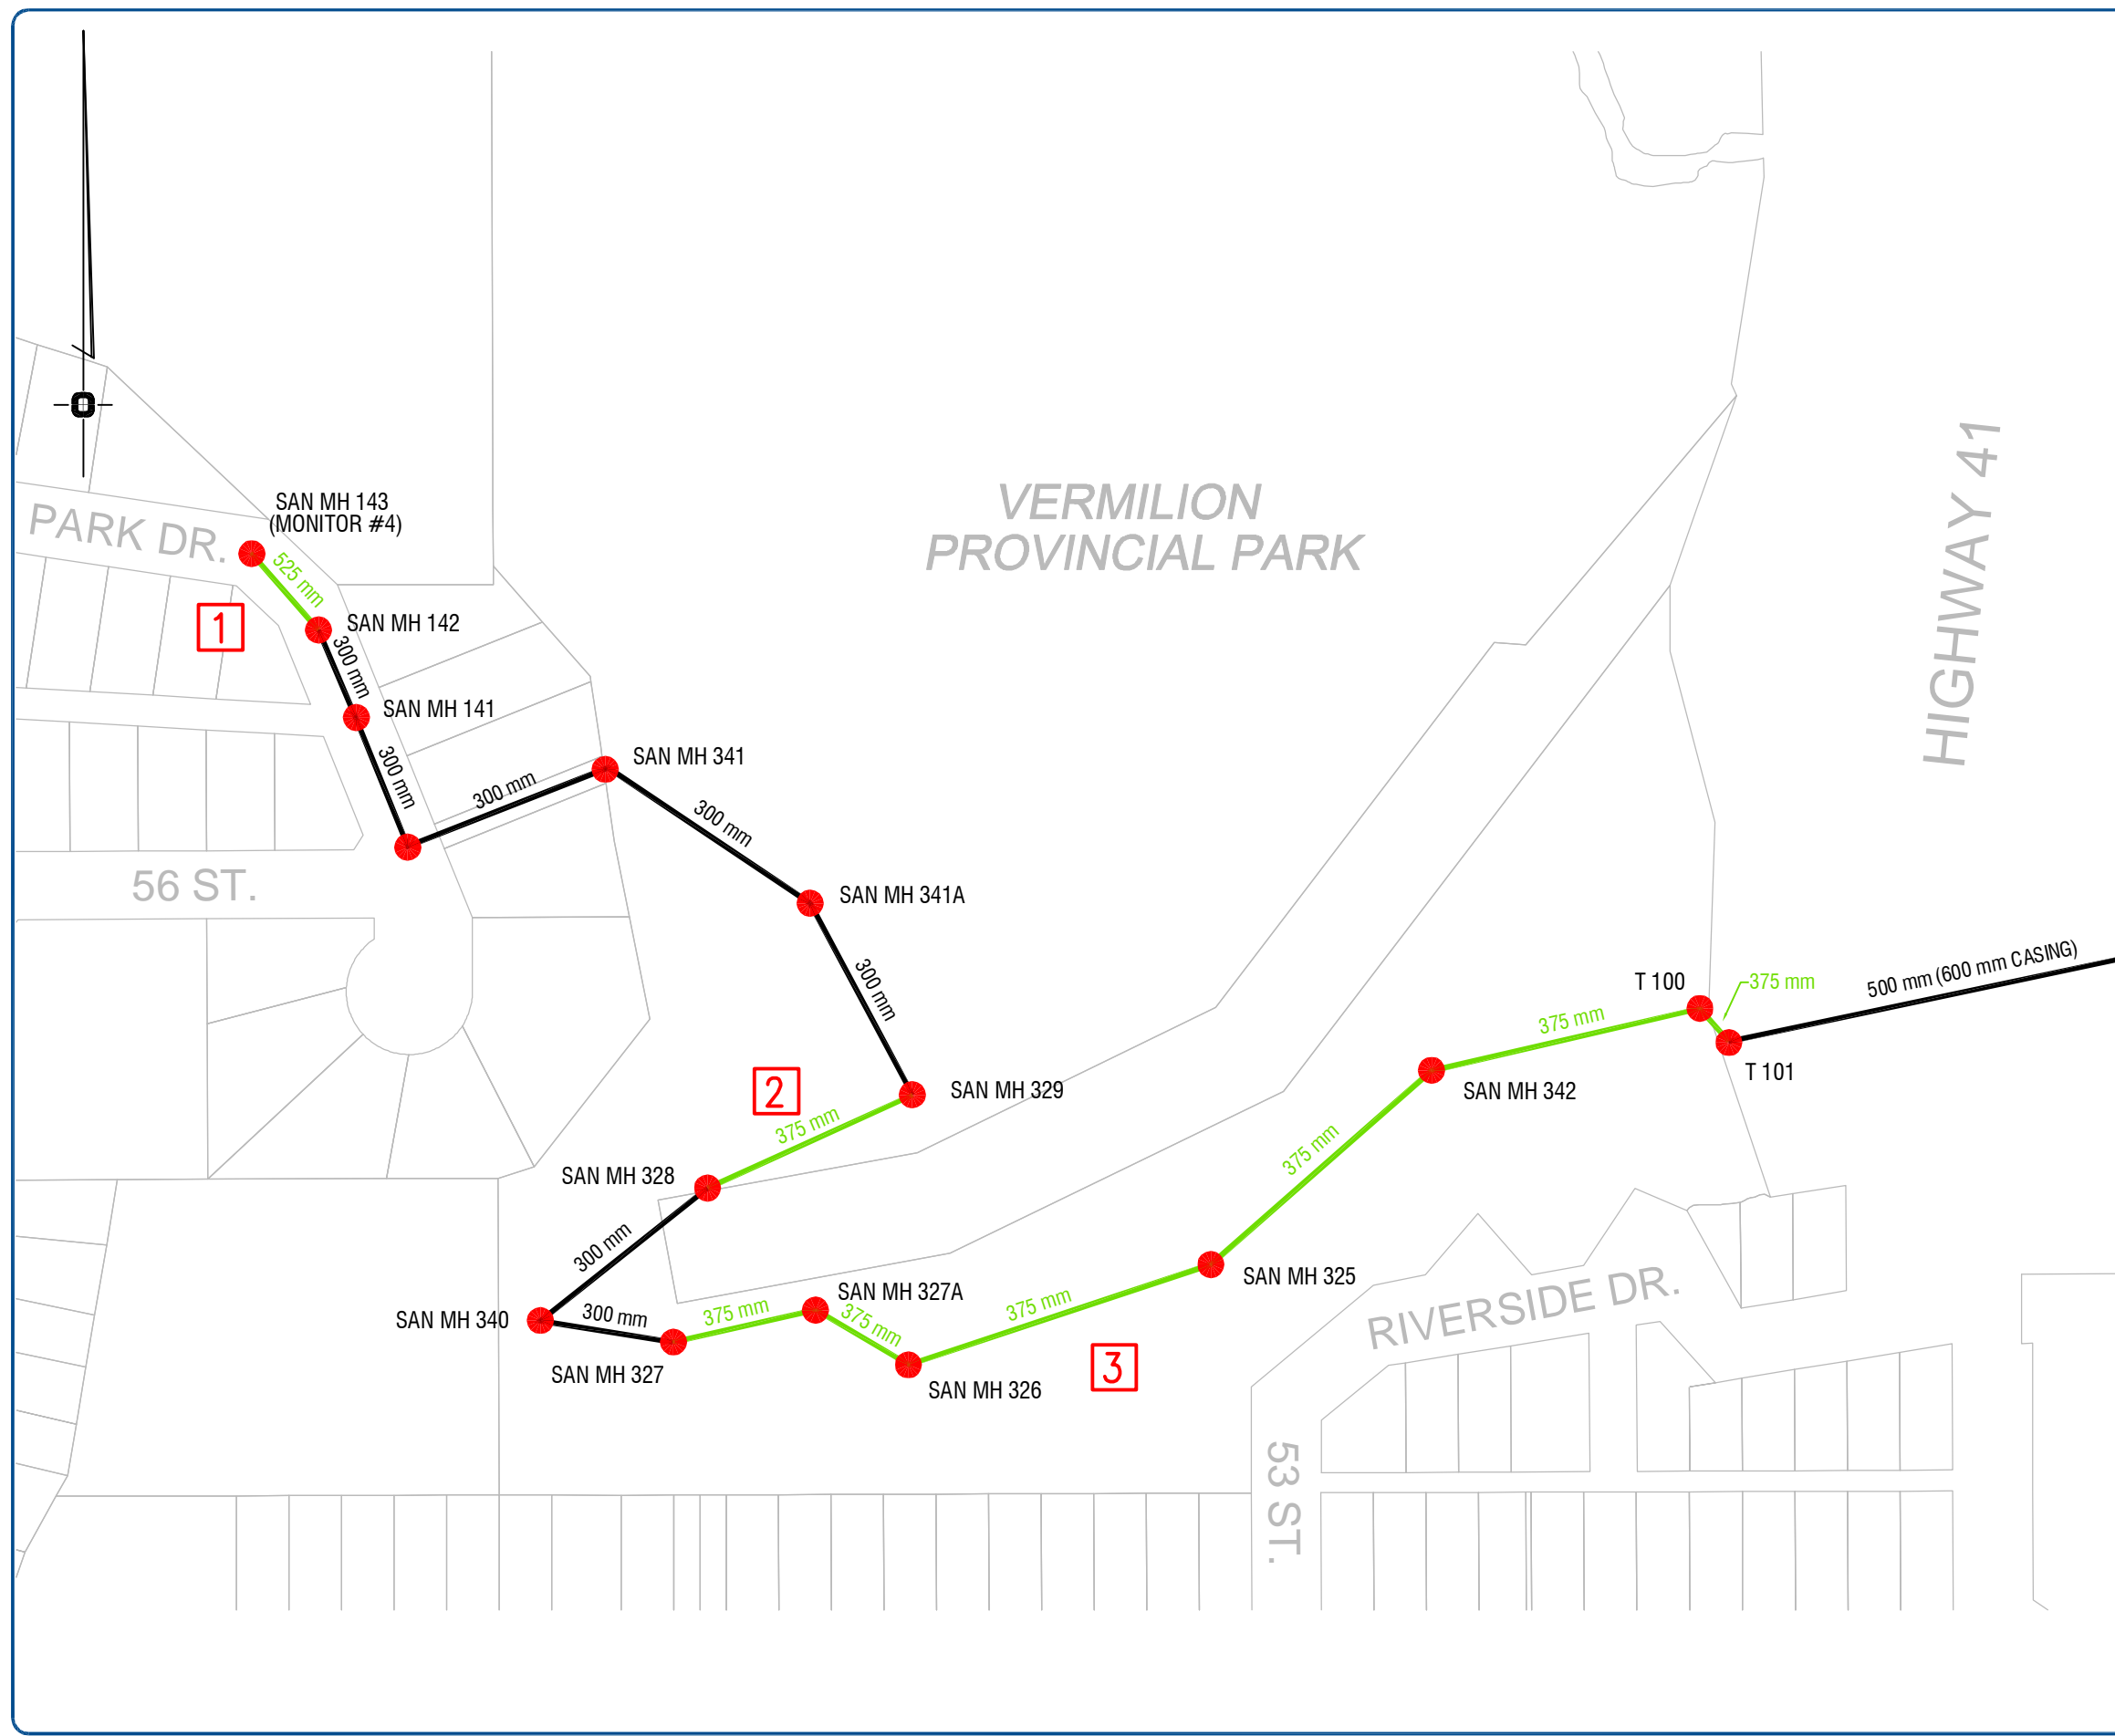 VERMILION
PROVINCIAL PARK
HIGHWAY 41
SAN MH 143
(MONITOR #4)
PARK DR.
525 mm
1
SAN MH 142
300 mm
SAN MH 141
300 mm
SAN MH 341
300 mm
300 mm
56 ST.
SAN MH 341A
300 mm
500 mm (600 mm CASING)
T 100
375 mm
375 mm
T 101
2
SAN MH 329
SAN MH 342
375 mm
375 mm
SAN MH 328
300 mm
SAN MH 325
SAN MH 327A
RIVERSIDE DR.
SAN MH 340
300 mm
375 mm
375 mm
375 mm
SAN MH 327
3
SAN MH 326
53 ST.